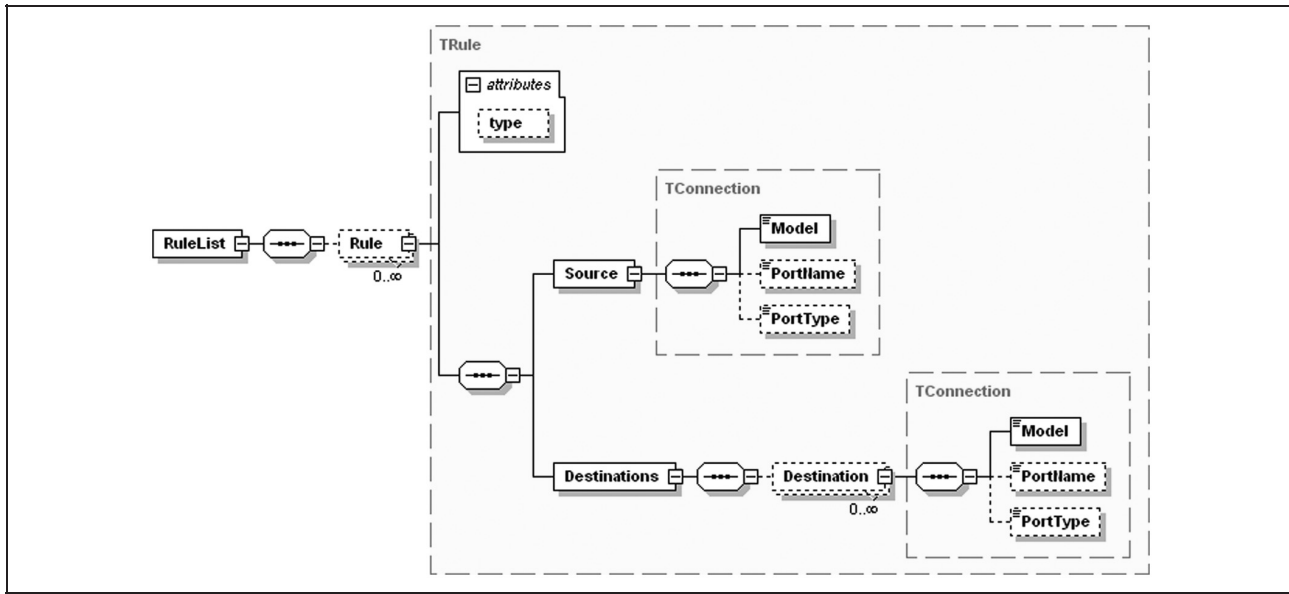 TRule
attributes
type
RuleList
Rule
0..∞
TConnection
Source
Model
PortName
PortType
TConnection
Destinations
Destination
0..∞
Model
PortName
PortType